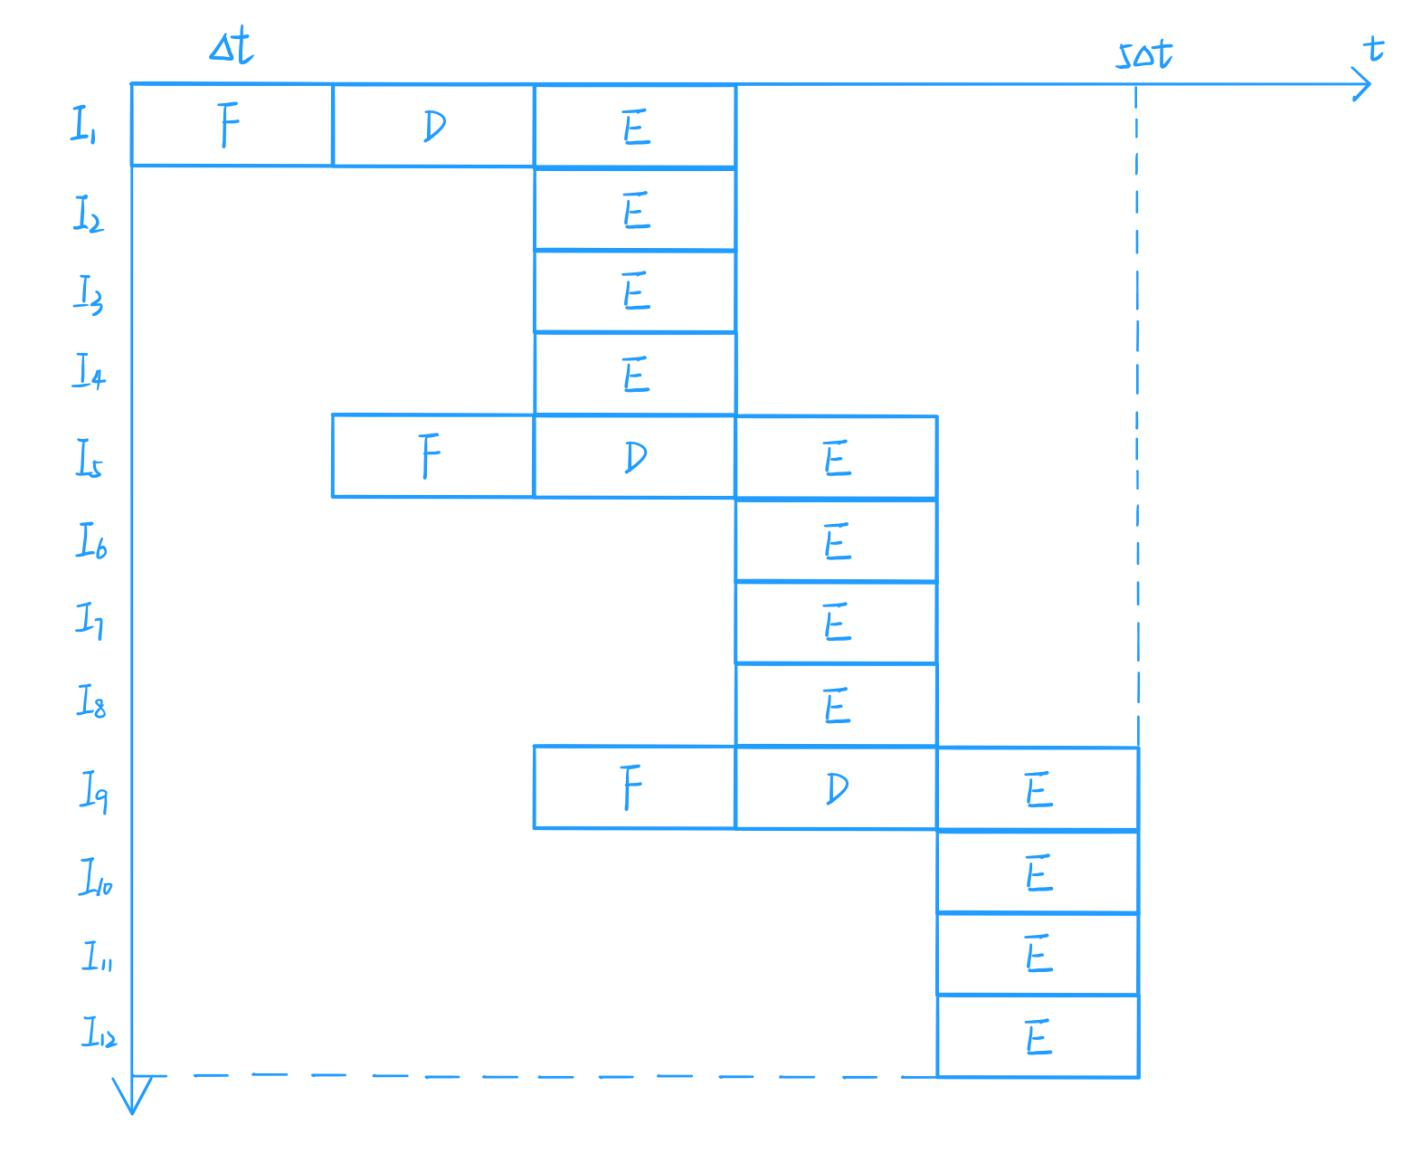 Δt 5Δt t
I₁ F D E
I₂ E
I₃ E
I₄ E
I₅ F D E
I₆ E
I₇ E
I₈ E
I₉ F D E
I₁₀ E
I₁₁ E
I₁₂ E